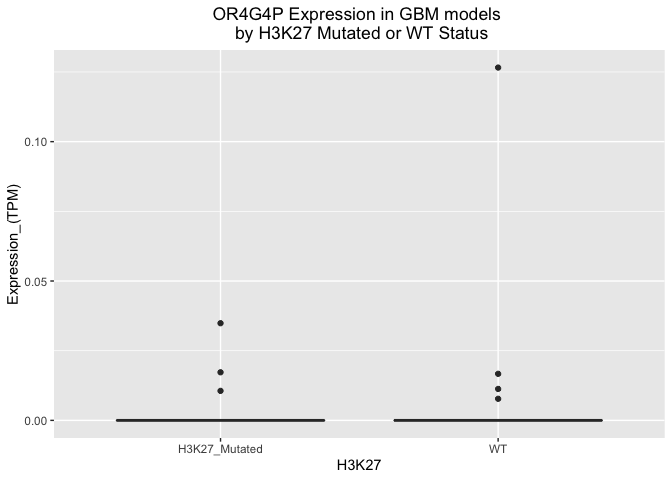 OR4G4P Expression in GBM models
by H3K27 Mutated or WT Status
Expression_(TPM)
0.10
0.05
0.00
H3K27_Mutated
WT
H3K27